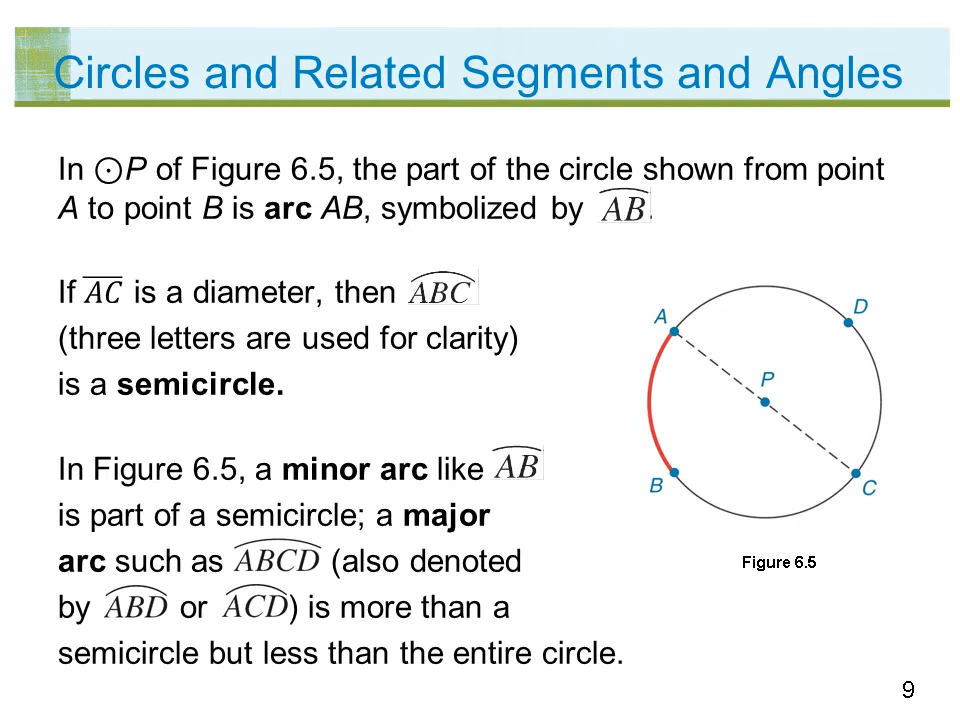 Circles and Related Segments and Angles
In ⊙P of Figure 6.5, the part of the circle shown from point
A to point B is arc AB, symbolized by AB.
If AC is a diameter, then ABC
(three letters are used for clarity)
is a semicircle.
In Figure 6.5, a minor arc like AB
is part of a semicircle; a major
arc such as ABCD (also denoted
by ABD or ACD) is more than a
semicircle but less than the entire circle.
A
D
P
B
C
Figure 6.5
9